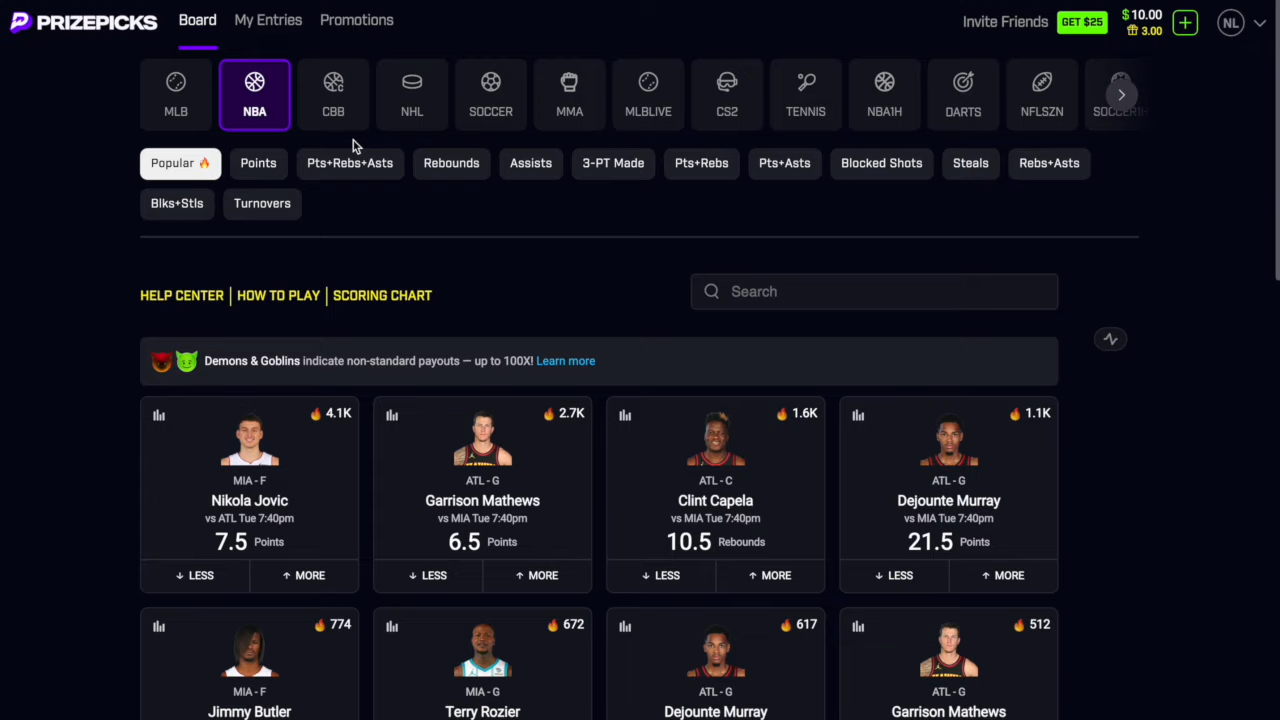 PRIZEPICKS Board My Entries Promotions Invite Friends GET $25 $10.00 3.00 NL
MLB NBA CBB NHL SOCCER MMA MLBLIVE CS2 TENNIS NBA1H DARTS NFLSZN
Popular Points Pts+Rebs+Asts Rebounds Assists 3-PT Made Pts+Rebs Pts+Asts Blocked Shots Steals Rebs+Asts
Blks+Stls Turnovers
HELP CENTER | HOW TO PLAY | SCORING CHART Search
Demons & Goblins indicate non-standard payouts — up to 100X! Learn more
4.1K 2.7K 1.6K 1.1K
MIA - F ATL - G ATL - C ATL - G
Nikola Jovic Garrison Mathews Clint Capela Dejounte Murray
vs ATL Tue 7:40pm vs MIA Tue 7:40pm vs MIA Tue 7:40pm vs MIA Tue 7:40pm
7.5 Points 6.5 Points 10.5 Rebounds 21.5 Points
↓ LESS ↑ MORE ↓ LESS ↑ MORE ↓ LESS ↑ MORE ↓ LESS ↑ MORE
774 672 617 512
MIA - F MIA - G ATL - G ATL - G
Jimmy Butler Terry Rozier Dejounte Murray Garrison Mathews